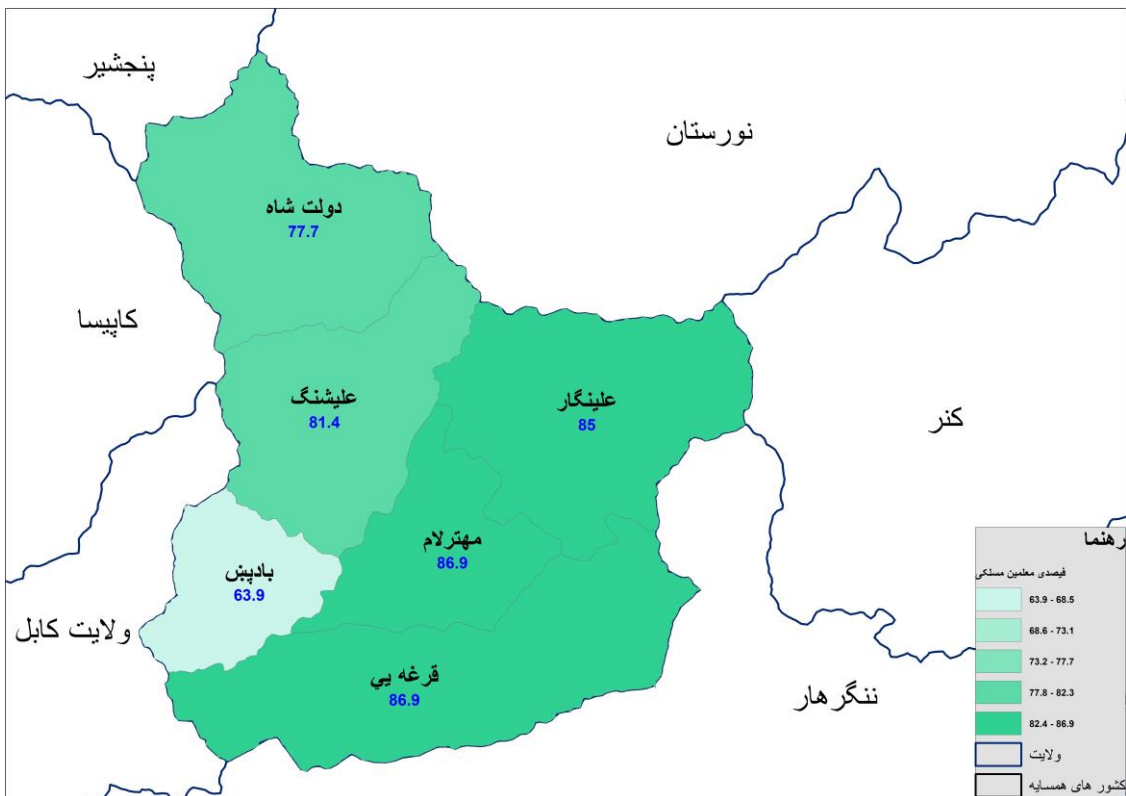 پنجشیر
نورستان
دولت شاه
77.7
کاپیسا
علیشنگ
81.4
علینگار
85
کنر
مهترلام
86.9
بادپښ
63.9
ولایت کابل
قرغه یي
86.9
ننگرهار
رهنما
فیصدی معلمین مسلکی
63.9 - 68.5
68.6 - 73.1
73.2 - 77.7
77.8 - 82.3
82.4 - 86.9
ولایت
کشور های همسایه